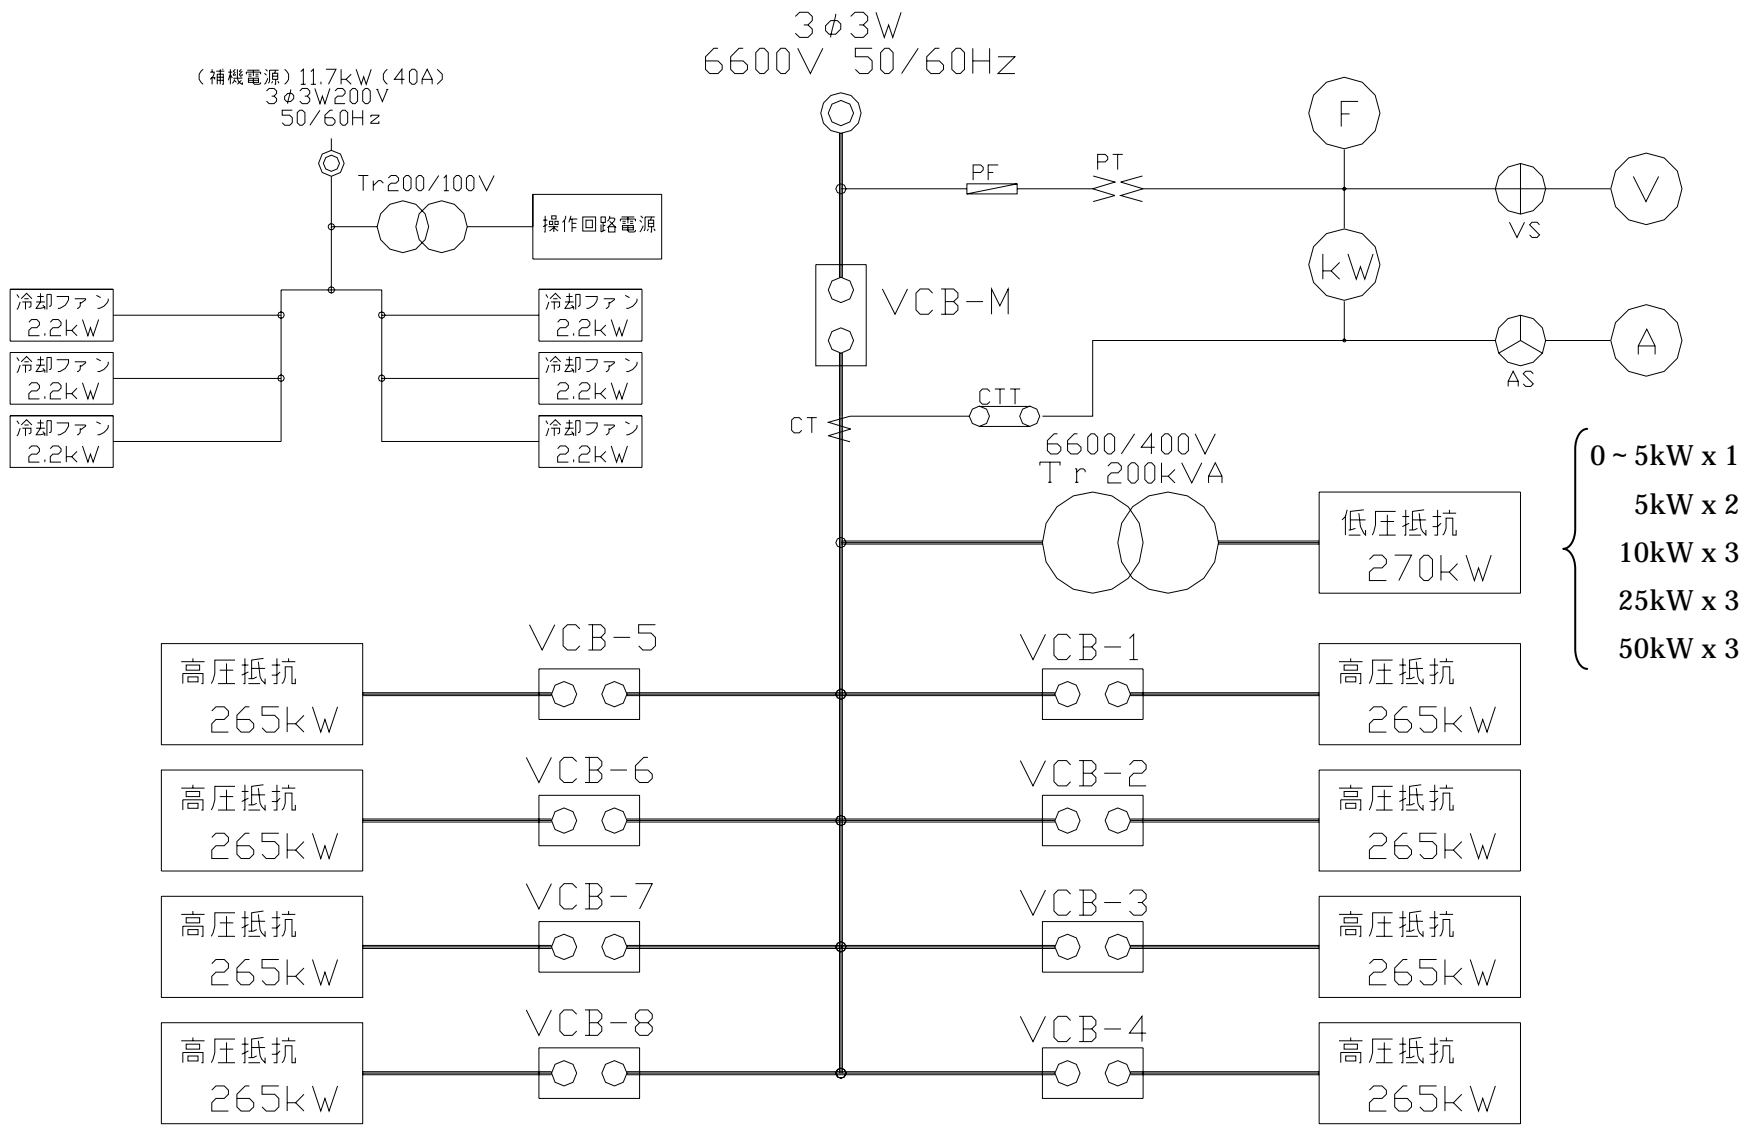 3φ3W
6600V 50/60Hz
(補機電源) 11.7kW (40A)
3φ3W200V
50/60Hz
Tr200/100V
操作回路電源
冷却ファン
2.2kW
冷却ファン
2.2kW
冷却ファン
2.2kW
冷却ファン
2.2kW
冷却ファン
2.2kW
冷却ファン
2.2kW
PF
PT
F
VS
V
kW
VCB-M
AS
A
CT
CTT
6600/400V
Tr 200kVA
低圧抵抗
270kW
0~5kW x 1
5kW x 2
10kW x 3
25kW x 3
50kW x 3
高圧抵抗
265kW
VCB-5
VCB-1
高圧抵抗
265kW
高圧抵抗
265kW
VCB-6
VCB-2
高圧抵抗
265kW
高圧抵抗
265kW
VCB-7
VCB-3
高圧抵抗
265kW
高圧抵抗
265kW
VCB-8
VCB-4
高圧抵抗
265kW